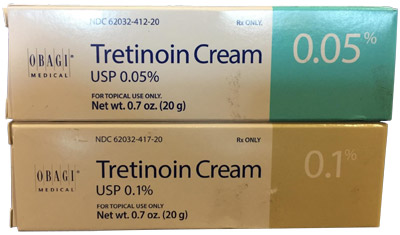 NDC 62032-412-20 Rx ONLY.
OBAGI®
MEDICAL
Tretinoin Cream
USP 0.05%
0.05%
FOR TOPICAL USE ONLY.
Net wt. 0.7 oz. (20 g)
NDC 62032-417-20 Rx ONLY
OBAGI®
MEDICAL
Tretinoin Cream
USP 0.1%
0.1%
FOR TOPICAL USE ONLY
Net wt. 0.7 oz. (20 g)